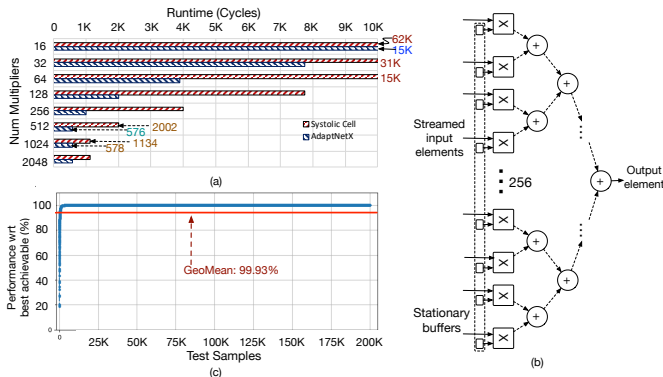 Runtime (Cycles)
0 1K 2K 3K 4K 5K 6K 7K 8K 9K 10K
Num Multipliers
16
62K
15K
32
31K
64
15K
128
256
512
2002
576
Systolic Cell
AdaptNetX
1024
1134
578
2048
(a)
Performance wrt
best achievable (%)
100
80
60
40
20
0
GeoMean: 99.93%
0 25K 50K 75K 100K 125K 150K 175K 200K
Test Samples
(c)
X
+
X
+
X
+
X
Streamed
input
elements
256
+
Output
element
X
+
X
+
X
+
X
Stationary
buffers
(b)